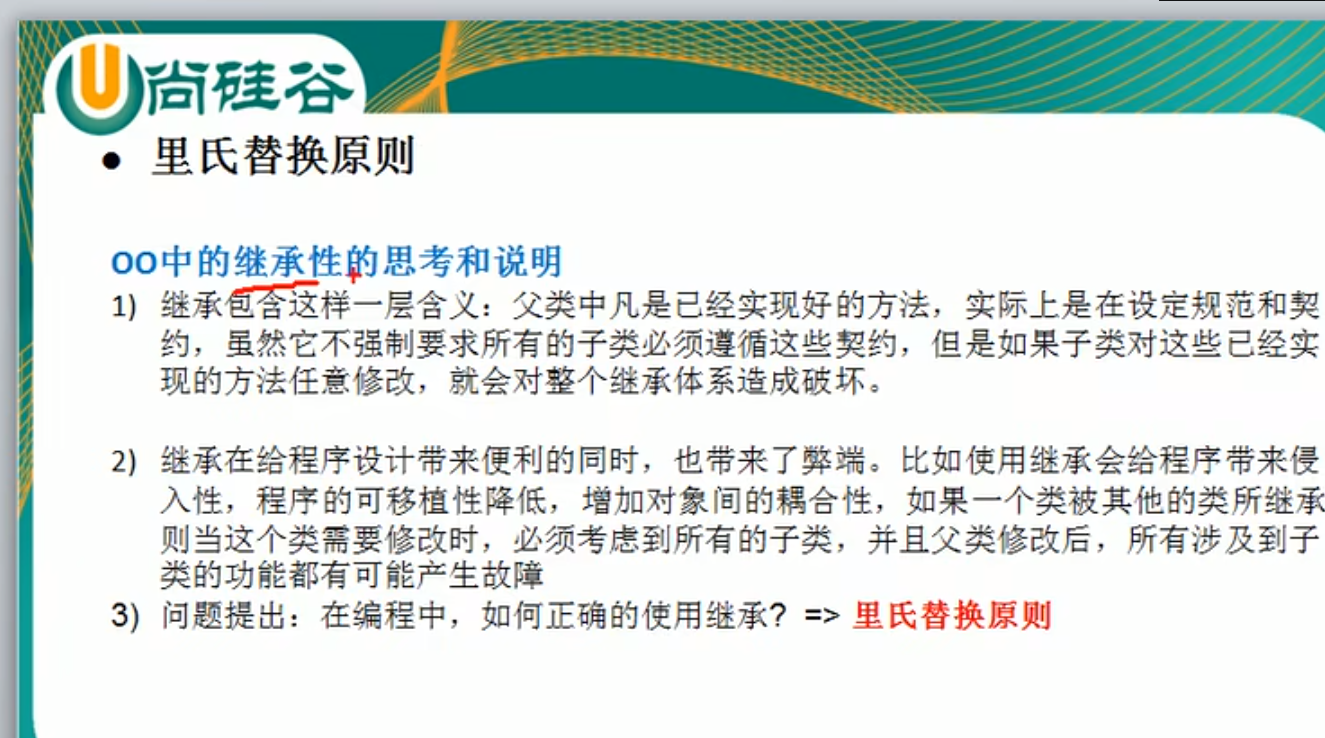 尚硅谷
● 里氏替换原则
OO中的继承性的思考和说明
1) 继承包含这样一层含义：父类中凡是已经实现好的方法，实际上是在设定规范和契
约，虽然它不强制要求所有的子类必须遵循这些契约，但是如果子类对这些已经实
现的方法任意修改，就会对整个继承体系造成破坏。
2) 继承在给程序设计带来便利的同时，也带来了弊端。比如使用继承会给程序带来侵
入性，程序的可移植性降低，增加对象间的耦合性，如果一个类被其他的类所继承
则当这个类需要修改时，必须考虑到所有的子类，并且父类修改后，所有涉及到子
类的功能都有可能产生故障
3) 问题提出：在编程中，如何正确的使用继承? => 里氏替换原则